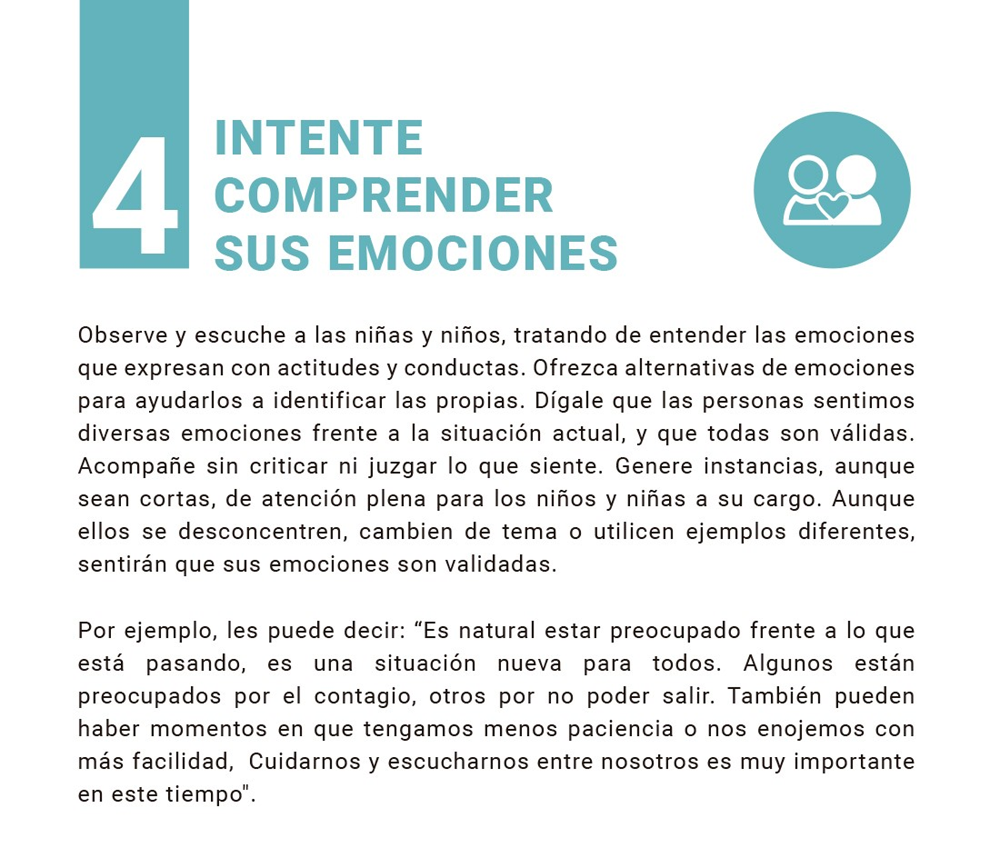 4
INTENTE
COMPRENDER
SUS EMOCIONES
Observe y escuche a las niñas y niños, tratando de entender las emociones
que expresan con actitudes y conductas. Ofrezca alternativas de emociones
para ayudarlos a identificar las propias. Dígale que las personas sentimos
diversas emociones frente a la situación actual, y que todas son válidas.
Acompañe sin criticar ni juzgar lo que siente. Genere instancias, aunque
sean cortas, de atención plena para los niños y niñas a su cargo. Aunque
ellos se desconcentren, cambien de tema o utilicen ejemplos diferentes,
sentirán que sus emociones son validadas.
Por ejemplo, les puede decir: “Es natural estar preocupado frente a lo que
está pasando, es una situación nueva para todos. Algunos están
preocupados por el contagio, otros por no poder salir. También pueden
haber momentos en que tengamos menos paciencia o nos enojemos con
más facilidad,  Cuidarnos y escucharnos entre nosotros es muy importante
en este tiempo".